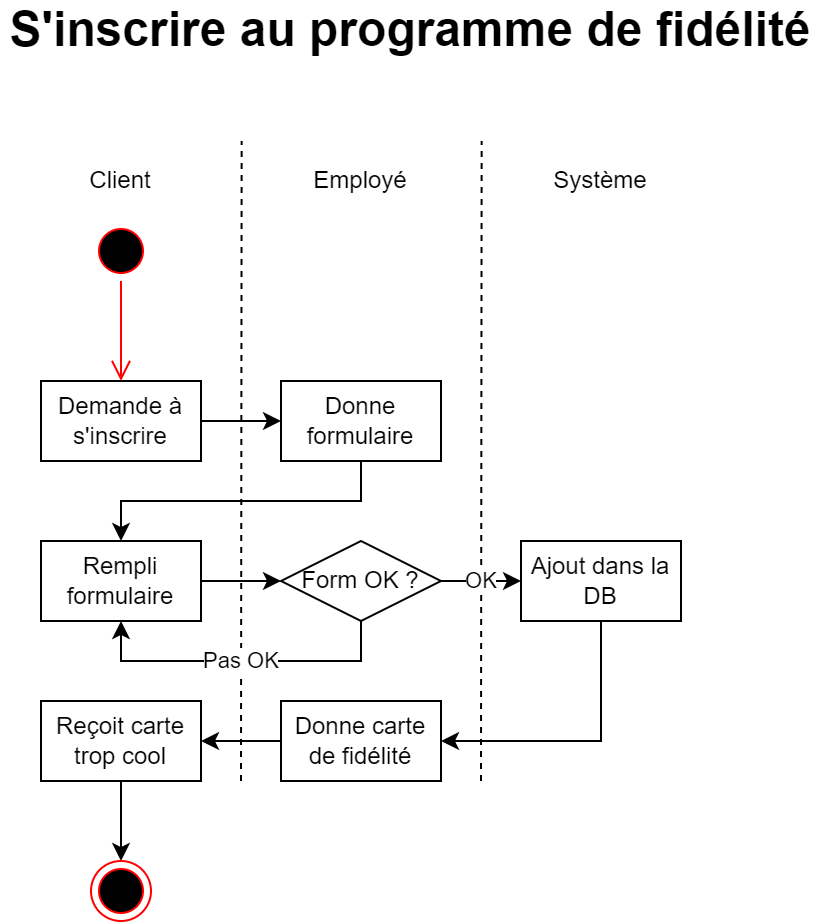 S'inscrire au programme de fidélité
Client
Employé
Système
Demande à
s'inscrire
Donne
formulaire
Rempli
formulaire
Form OK ?
OK
Ajout dans la
DB
Pas OK
Reçoit carte
trop cool
Donne carte
de fidélité